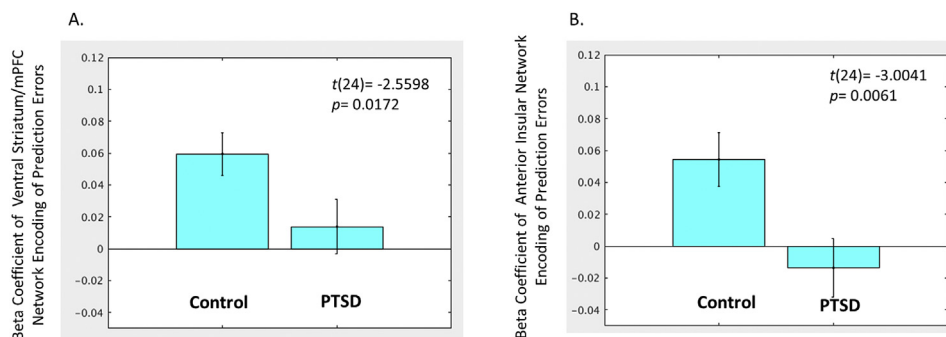 A.
Beta Coefficient of Ventral Striatum/mPFC
Network Encoding of Prediction Errors
0.12
0.1
0.08
0.06
0.04
0.02
0
−0.02
−0.04
t(24)= -2.5598
p= 0.0172
Control
PTSD
B.
Beta Coefficient of Anterior Insular Network
Encoding of Prediction Errors
0.12
0.1
0.08
0.06
0.04
0.02
0
−0.02
−0.04
t(24)= -3.0041
p= 0.0061
Control
PTSD